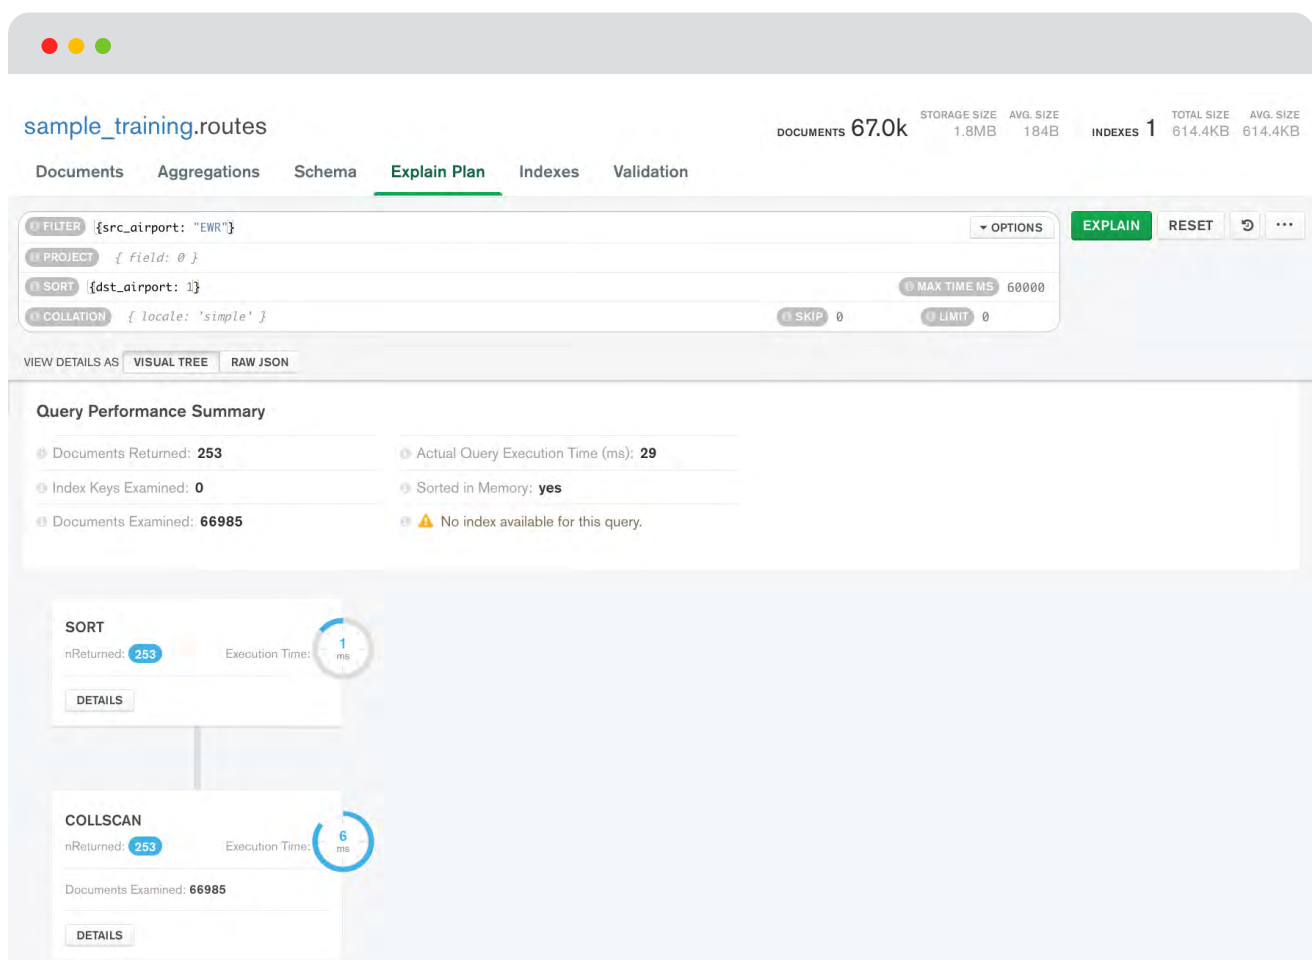 sample_training.routes
DOCUMENTS 67.0k STORAGE SIZE 1.8MB AVG. SIZE 184B INDEXES 1 TOTAL SIZE 614.4KB AVG. SIZE 614.4KB
Documents Aggregations Schema Explain Plan Indexes Validation
FILTER {src_airport: "EWR"} OPTIONS EXPLAIN RESET ...
PROJECT { field: 0 }
SORT {dst_airport: 1} MAX TIME MS 60000
COLLATION { locale: 'simple' } SKIP 0 LIMIT 0
VIEW DETAILS AS VISUAL TREE RAW JSON
Query Performance Summary
Documents Returned: 253 Actual Query Execution Time (ms): 29
Index Keys Examined: 0 Sorted in Memory: yes
Documents Examined: 66985 No index available for this query.
SORT
nReturned: 253 Execution Time: 1 ms
DETAILS
COLLSCAN
nReturned: 253 Execution Time: 6 ms
Documents Examined: 66985
DETAILS